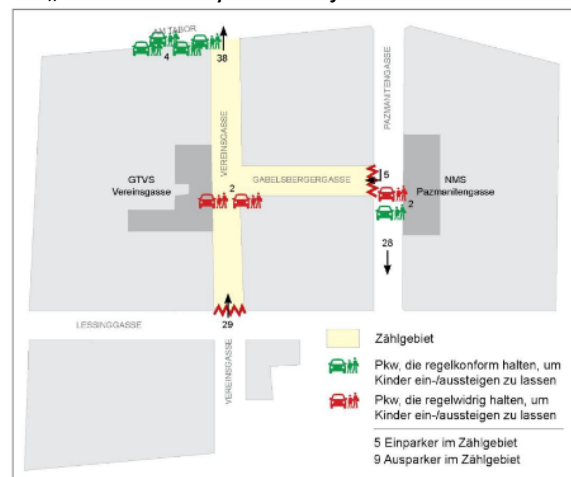 AM TABOR
4
38
VEREINSGASSE
PAZMANITENGASSE
GTVS
Vereinsgasse
2
GABELSBERGERGASSE
5
NMS
Pazmanitengasse
2
28
29
LESSINGGASSE
VEREINSGASSE
Zählgebiet
Pkw, die regelkonform halten, um
Kinder ein-/aussteigen zu lassen
Pkw, die regelwidrig halten, um
Kinder ein-/aussteigen zu lassen
5 Einparker im Zählgebiet
9 Ausparker im Zählgebiet